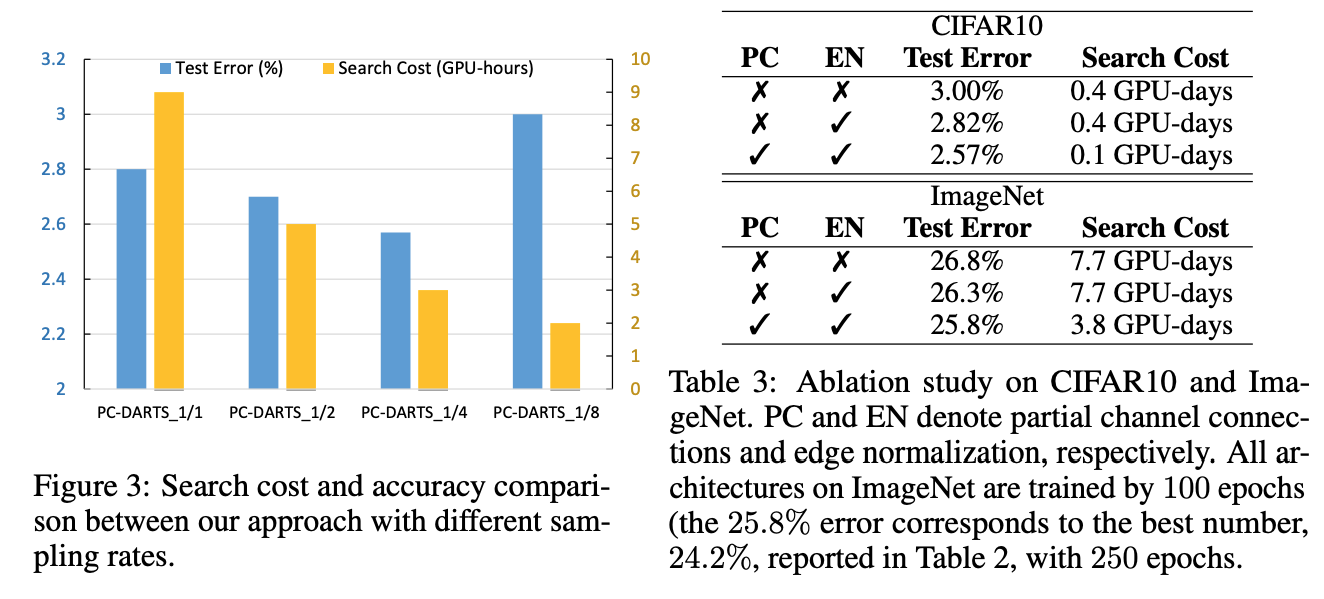 3.2
3
2.8
2.6
2.4
2.2
2
Test Error (%) Search Cost (GPU-hours)
10
9
8
7
6
5
4
3
2
1
0
PC-DARTS_1/1 PC-DARTS_1/2 PC-DARTS_1/4 PC-DARTS_1/8
Figure 3: Search cost and accuracy compari-
son between our approach with different sam-
pling rates.
CIFAR10
PC EN Test Error Search Cost
✗ ✗ 3.00% 0.4 GPU-days
✗ ✓ 2.82% 0.4 GPU-days
✓ ✓ 2.57% 0.1 GPU-days
ImageNet
PC EN Test Error Search Cost
✗ ✗ 26.8% 7.7 GPU-days
✗ ✓ 26.3% 7.7 GPU-days
✓ ✓ 25.8% 3.8 GPU-days
Table 3: Ablation study on CIFAR10 and Ima-
geNet. PC and EN denote partial channel connec-
tions and edge normalization, respectively. All ar-
chitectures on ImageNet are trained by 100 epochs
(the 25.8% error corresponds to the best number,
24.2%, reported in Table 2, with 250 epochs.